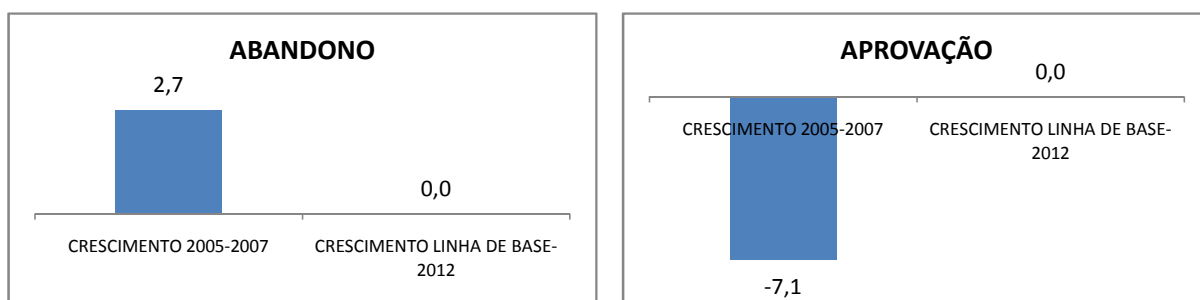 ABANDONO
2,7
0,0
CRESCIMENTO 2005-2007
CRESCIMENTO LINHA DE BASE-
2012
APROVAÇÃO
0,0
CRESCIMENTO 2005-2007
CRESCIMENTO LINHA DE BASE-
2012
-7,1